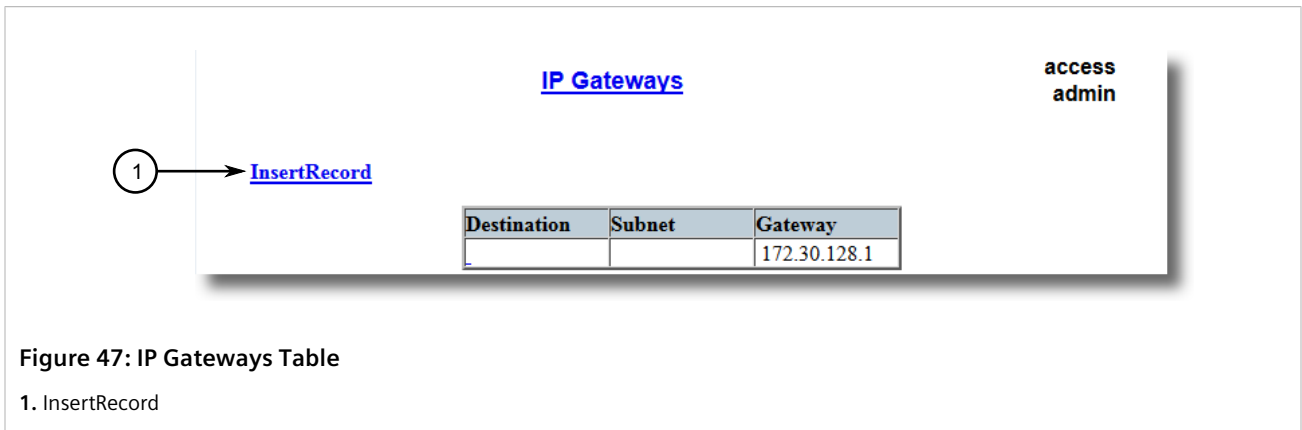 IP Gateways
access
admin
1
InsertRecord
Destination Subnet Gateway
172.30.128.1
Figure 47: IP Gateways Table
1. InsertRecord